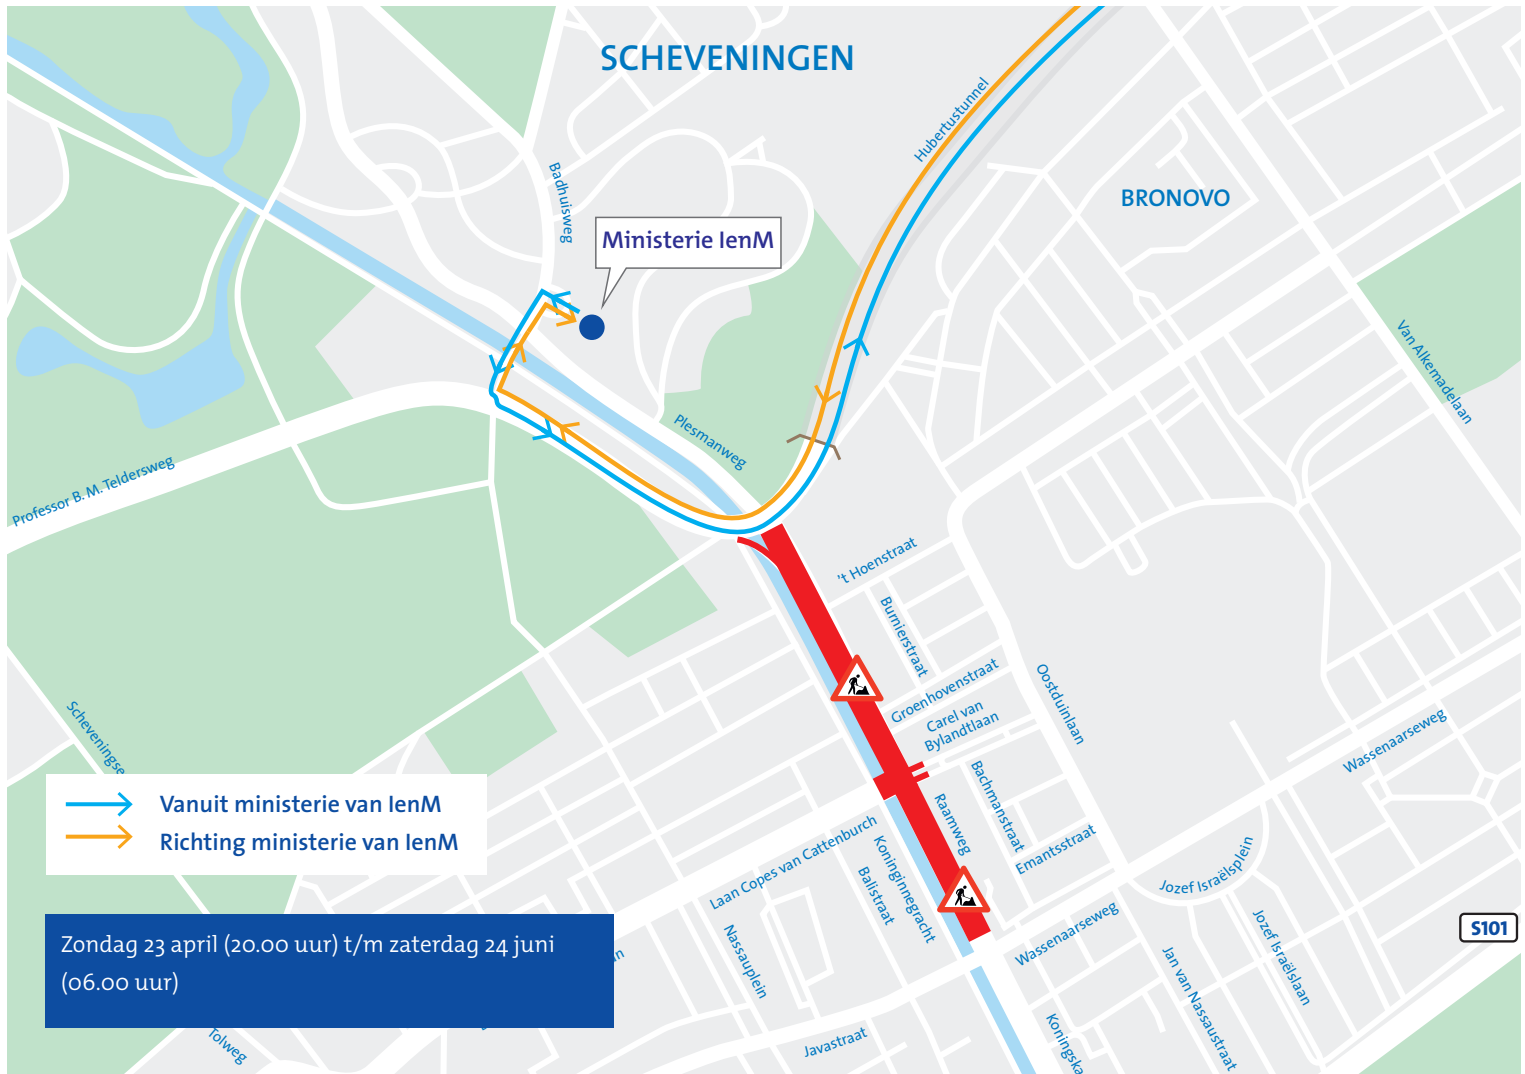 SCHEVENINGEN
Hubertustunnel
BRONOVO
Badhuisweg
Ministerie IenM
Van Alkemadelaan
Plesmanweg
Professor B. M. Teldersweg
't Hoenstraat
Burnierstraat
Groenhovenstraat
Carel van
Bylandtlaan
Oostduinlaan
Wassenaarseweg
Scheveningse
Bachmanstraat
Raamweg
Emantsstraat
Vanuit ministerie van IenM
Richting ministerie van IenM
Laan Copes van Cattenburch
Koninginnegracht
Balistraat
Jozef Israëlsplein
Jozef Israëlslaan
S101
Wassenaarseweg
Nassauplein
Jan van Nassaustraat
Zondag 23 april (20.00 uur) t/m zaterdag 24 juni
(06.00 uur)
Tolweg
Javastraat
Koningska